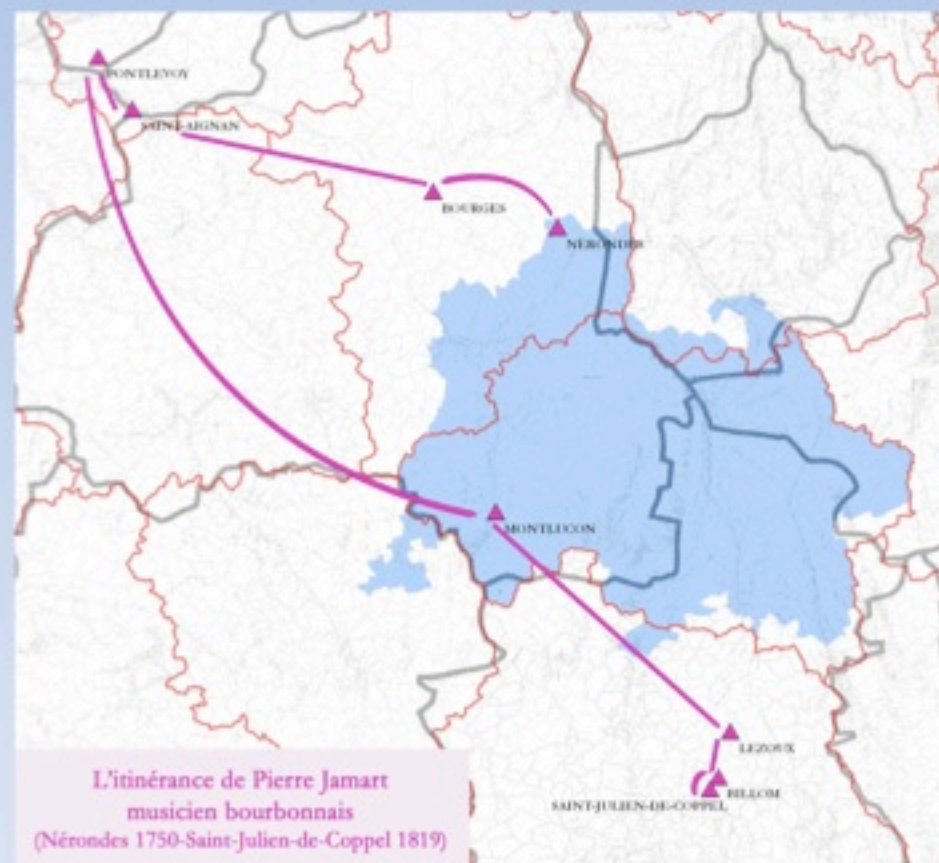 PONTLEVOY
SAINT-AIGNAN
BOURGES
NÉRONDES
MONTLUCON
LEZOUX
BILLOM
SAINT-JULIEN-DE-COPPEL
L'itinérance de Pierre Jamart
musicien bourbonnais
(Nérondes 1750-Saint-Julien-de-Coppel 1819)